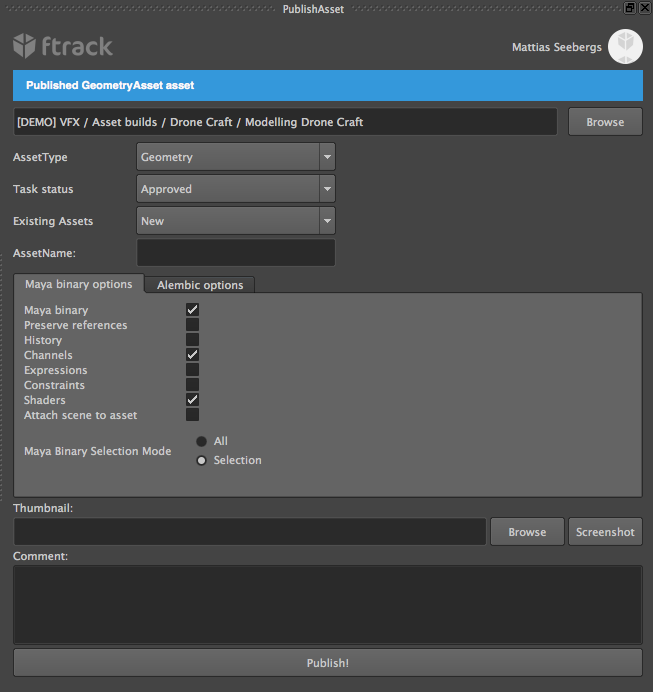 PublishAsset
ftrack
Mattias Seebergs
Published GeometryAsset asset
[DEMO] VFX / Asset builds / Drone Craft / Modelling Drone Craft
Browse
AssetType
Geometry
Task status
Approved
Existing Assets
New
AssetName:
Maya binary options
Alembic options
Maya binary
Preserve references
History
Channels
Expressions
Constraints
Shaders
Attach scene to asset
Maya Binary Selection Mode
All
Selection
Thumbnail:
Browse
Screenshot
Comment:
Publish!